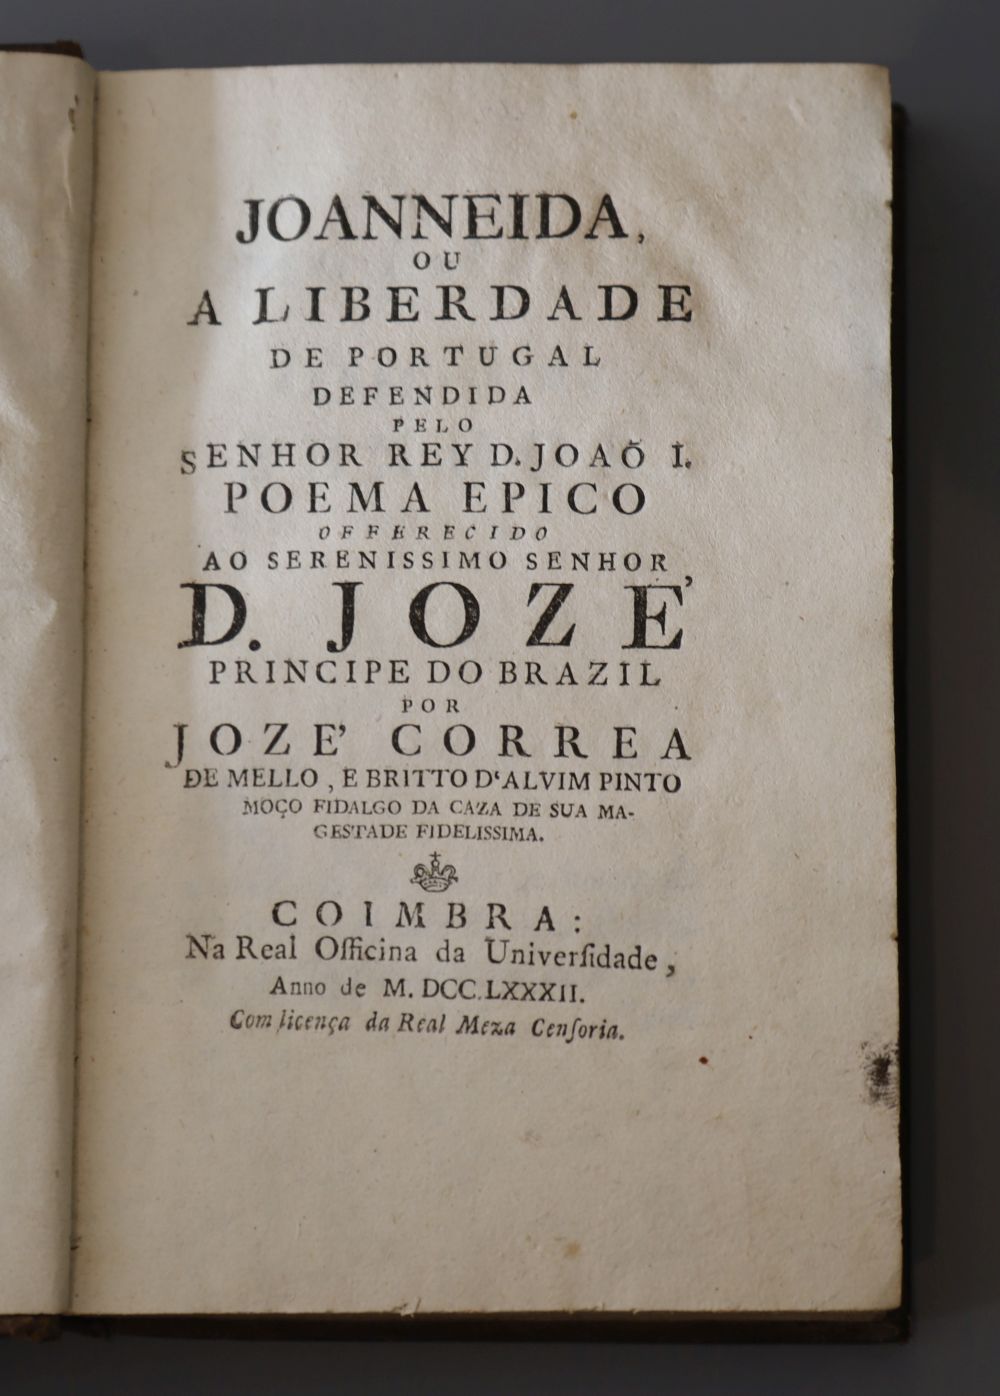 JOANNEIDA,
OU
A LIBERDADE
DE PORTUGAL
DEFENDIDA
PELO
SENHOR REY D. JOAÕ I.
POEMA EPICO
OFFERECIDO
AO SERENISSIMO SENHOR
D. JOZE'
PRINCIPE DO BRAZIL
POR
JOZE' CORREA
DE MELLO, E BRITTO D'ALVIM PINTO
MOÇO FIDALGO DA CAZA DE SUA MA-
GESTADE FIDELISSIMA.
COIMBRA:
Na Real Officina da Univerſidade,
Anno de M. DCC.LXXXII.
Com licença da Real Meza Cenſoria.